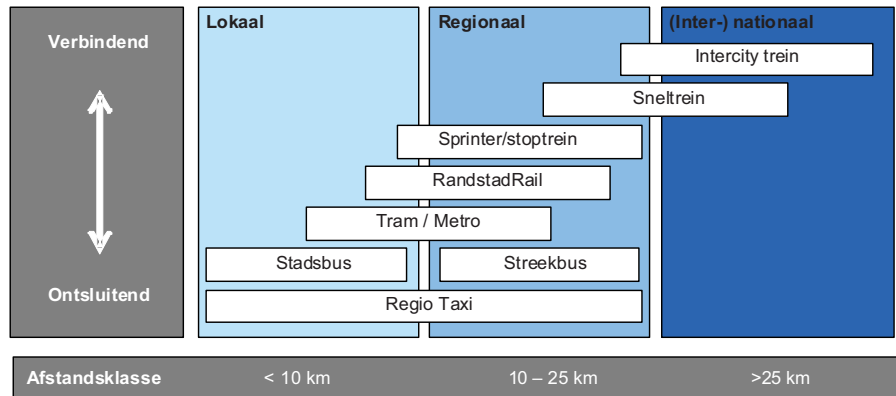 Lokaal
Regionaal
(Inter-) nationaal
Verbindend
Intercity trein
Sneltrein
Sprinter/stoptrein
RandstadRail
Tram / Metro
Stadsbus
Streekbus
Ontsluitend
Regio Taxi
Afstandsklasse
< 10 km
10 – 25 km
>25 km